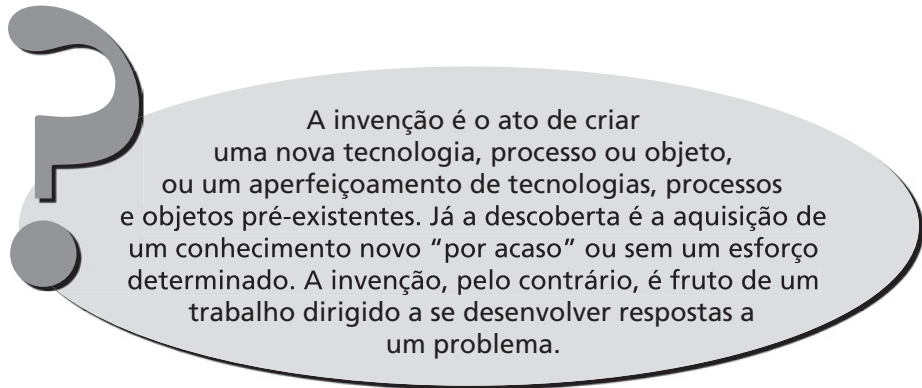 A invenção é o ato de criar
uma nova tecnologia, processo ou objeto,
ou um aperfeiçoamento de tecnologias, processos
e objetos pré-existentes. Já a descoberta é a aquisição de
um conhecimento novo “por acaso” ou sem um esforço
determinado. A invenção, pelo contrário, é fruto de um
trabalho dirigido a se desenvolver respostas a
um problema.